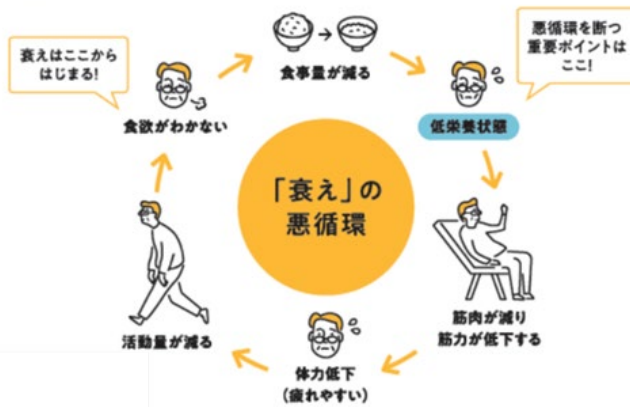 衰えはここから
はじまる!
食事量が減る
悪循環を断つ
重要ポイントは
ここ!
食欲がわかない
低栄養状態
「衰え」の
悪循環
筋肉が減り
筋力が低下する
体力低下
(疲れやすい)
活動量が減る